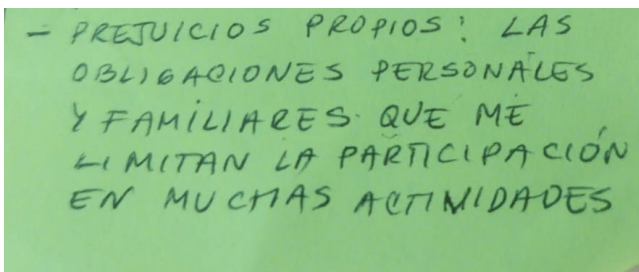 - PREJUICIOS PROPIOS: LAS
OBLIGACIONES PERSONALES
Y FAMILIARES QUE ME
LIMITAN LA PARTICIPACIÓN
EN MUCHAS ACTIVIDADES